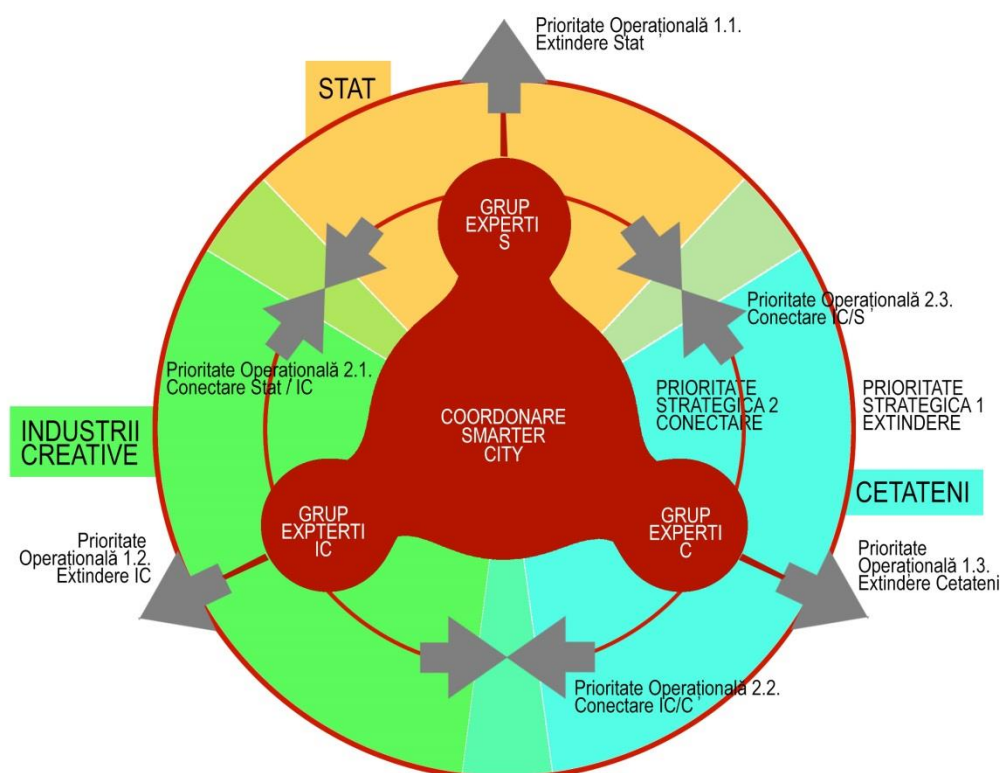 Prioritate Operațională 1.1.
Extindere Stat
STAT
GRUP
EXPERTI
S
Prioritate Operațională 2.3.
Conectare IC/S
Prioritate Operațională 2.1.
Conectare Stat / IC
PRIORITATE
STRATEGICA 2
CONECTARE
PRIORITATE
STRATEGICA 1
EXTINDERE
INDUSTRII
CREATIVE
COORDONARE
SMARTER
CITY
CETATENI
GRUP
EXPTERTI
IC
GRUP
EXPERTI
C
Prioritate
Operațională 1.2.
Extindere IC
Prioritate
Operațională 1.3.
Extindere Cetateni
Prioritate Operațională 2.2.
Conectare IC/C